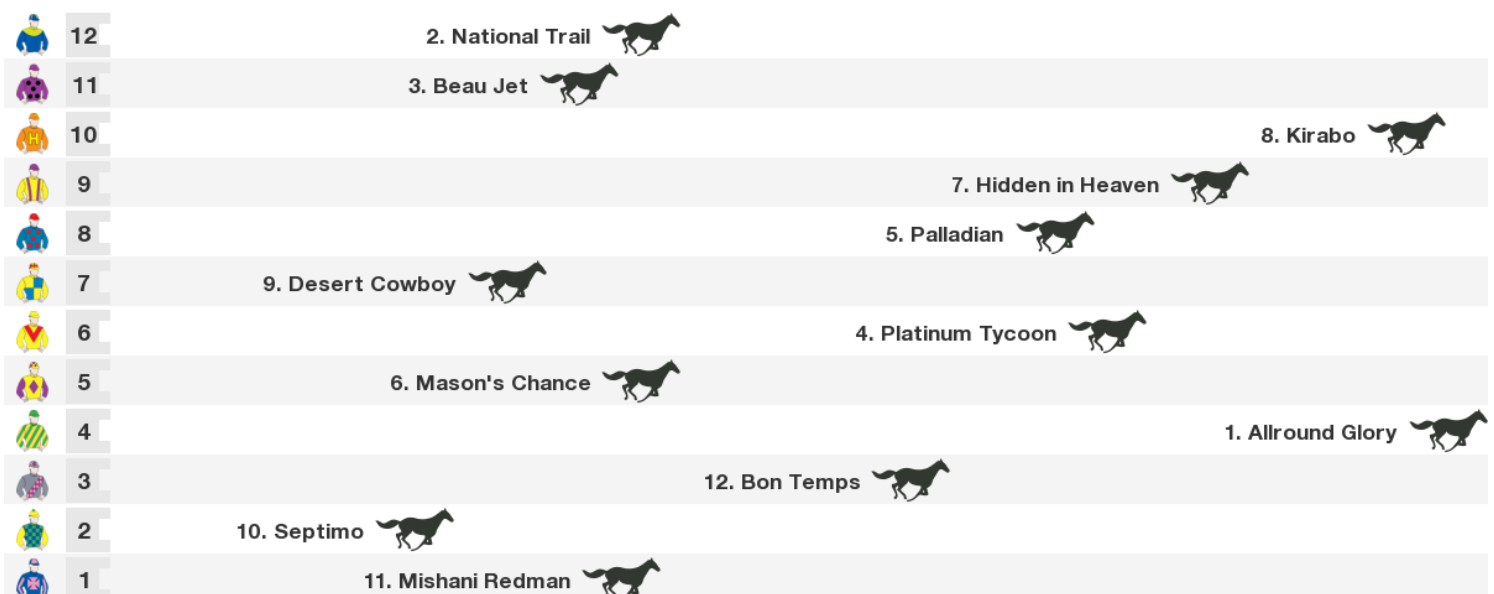 12 2. National Trail
11 3. Beau Jet
H 10 8. Kirabo
9 7. Hidden in Heaven
8 5. Palladian
7 9. Desert Cowboy
6 4. Platinum Tycoon
5 6. Mason's Chance
4 1. Allround Glory
3 12. Bon Temps
2 10. Septimo
1 11. Mishani Redman